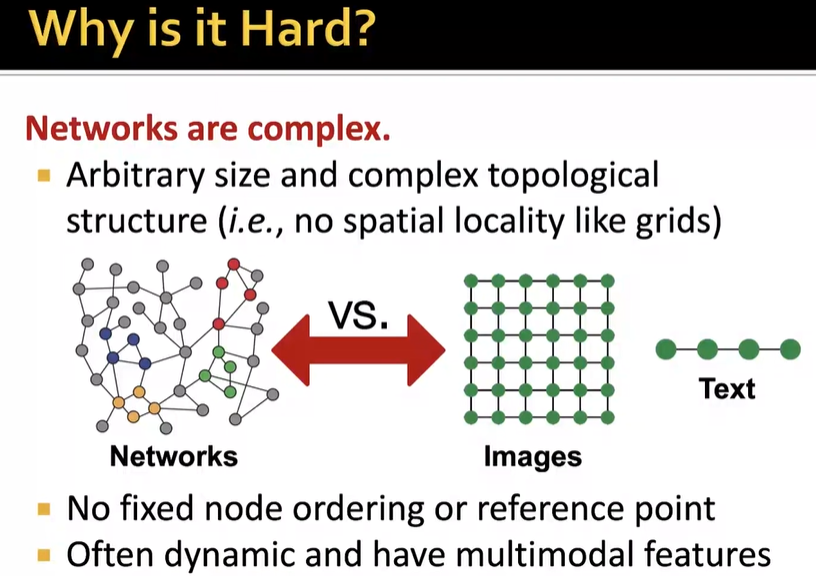 Why is it Hard?
Networks are complex.
Arbitrary size and complex topological
structure (i.e., no spatial locality like grids)
VS.
Text
Networks
Images
No fixed node ordering or reference point
Often dynamic and have multimodal features